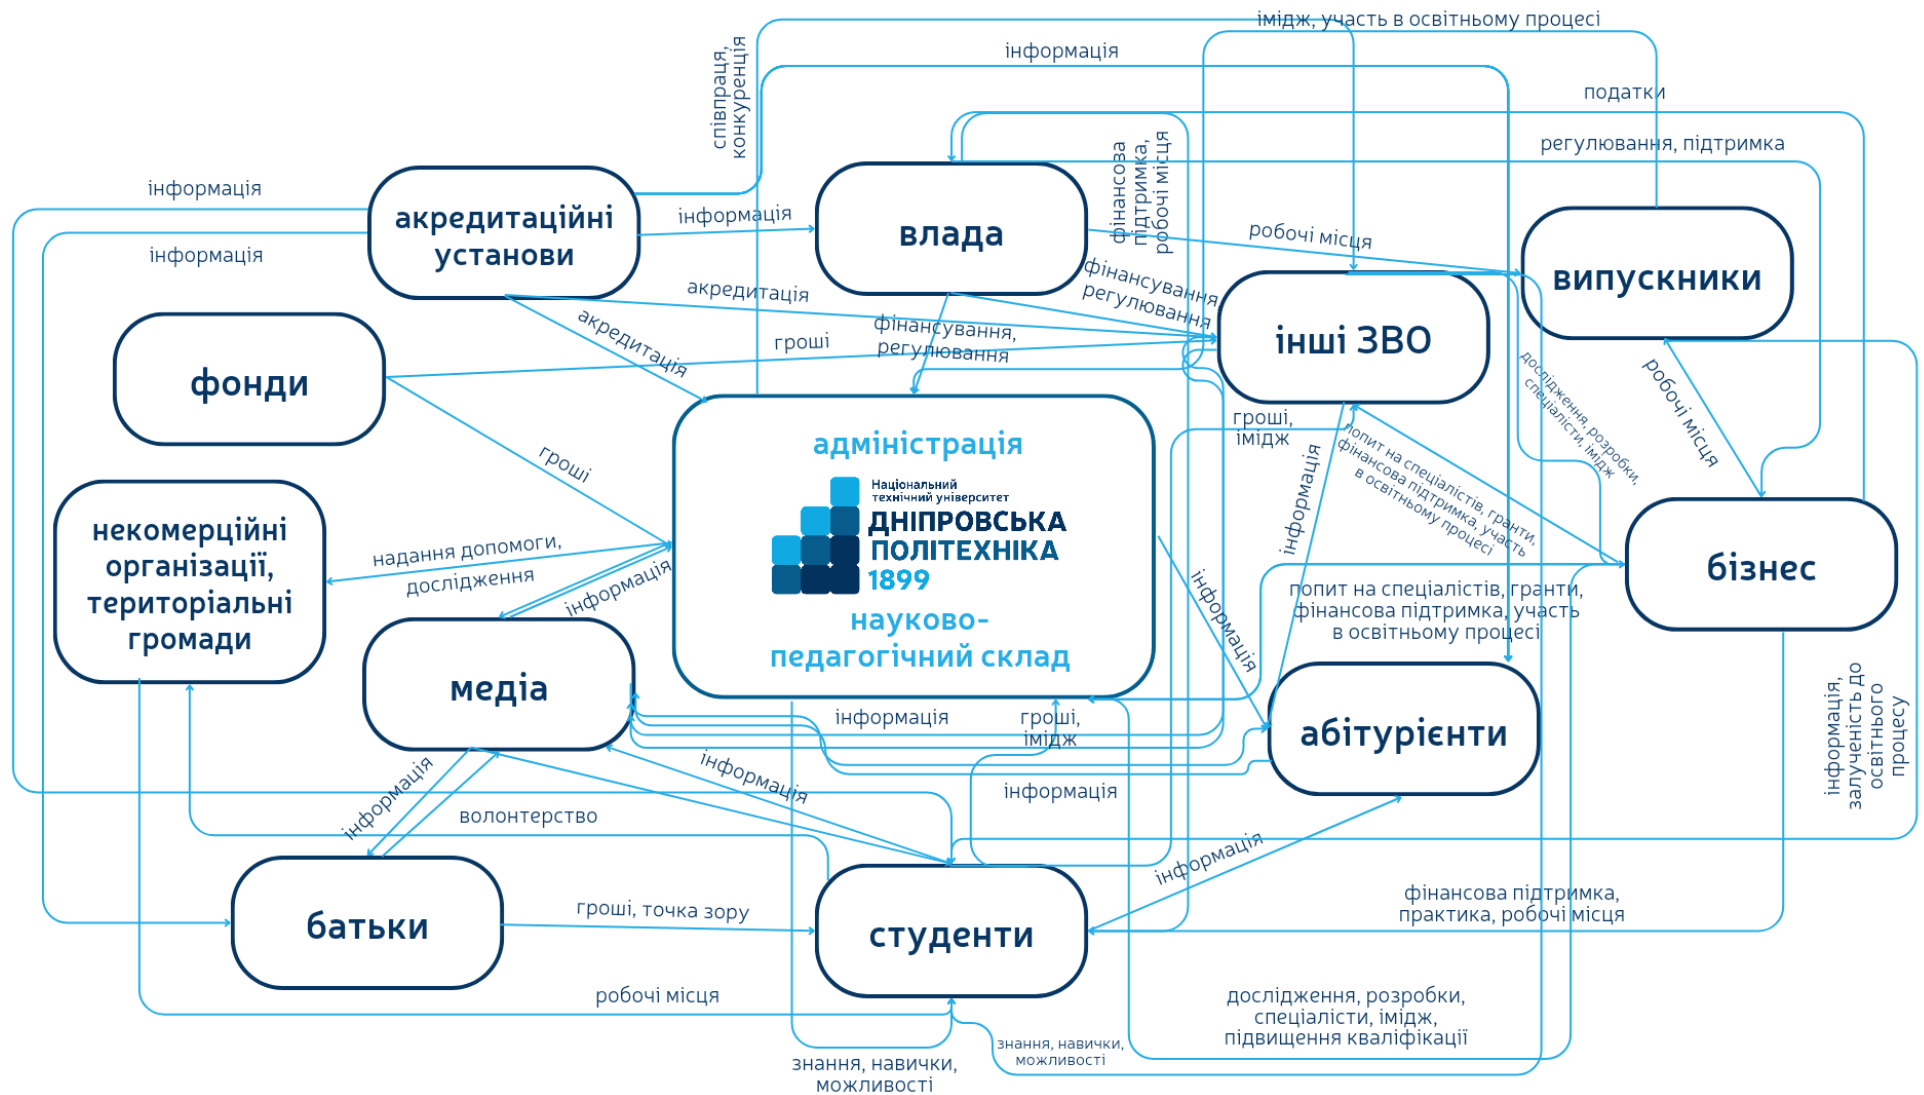 імідж, участь в освітньому процесі
інформація
співпраця,
конкуренція
податки
регулювання, підтримка
фінансова
підтримка,
робочі місця
інформація
акредитаційні
установи
інформація
інформація
влада
робочі місця
випускники
фінансування,
регулювання
акредитація
акредитація
фінансування,
регулювання
гроші
фонди
інші ЗВО
дослідження, розробки,
спеціалісти, імідж
робочі місця
гроші,
імідж
попит на спеціалістів, гранти,
фінансова підтримка, участь
в освітньому процесі
інформація
гроші
адміністрація
Національний
технічний університет
ДНІПРОВСЬКА
ПОЛІТЕХНІКА
1899
науково-
педагогічний склад
некомерційні
організації,
територіальні
громади
надання допомоги,
дослідження
інформація
інформація
попит на спеціалістів, гранти,
фінансова підтримка, участь
в освітньому процесі
бізнес
медіа
інформація
гроші,
імідж
абітурієнти
інформація,
залученість до
освітнього
процесу
інформація
інформація
інформація
волонтерство
інформація
батьки
гроші, точка зору
студенти
фінансова підтримка,
практика, робочі місця
робочі місця
дослідження, розробки,
спеціалісти, імідж,
підвищення кваліфікації
знання, навички,
можливості
знання, навички,
можливості